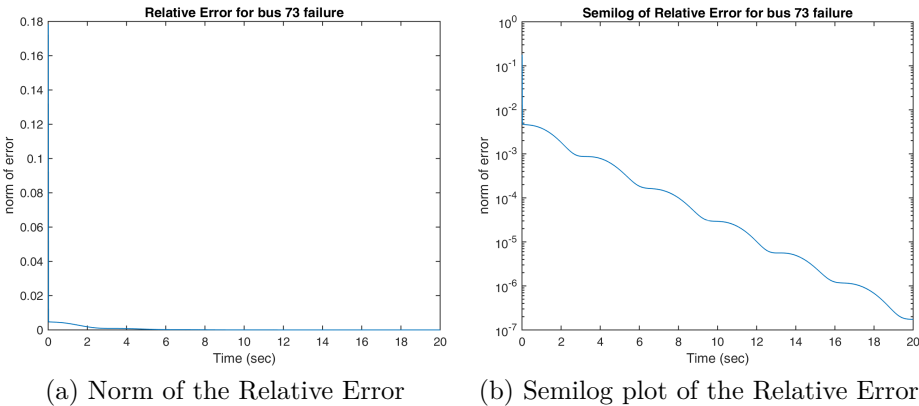 Relative Error for bus 73 failure
0.18
0.16
0.14
0.12
0.1
0.08
0.06
0.04
0.02
0
norm of error
0 2 4 6 8 10 12 14 16 18 20
Time (sec)
(a) Norm of the Relative Error
Semilog of Relative Error for bus 73 failure
10^0
10^-1
10^-2
10^-3
10^-4
10^-5
10^-6
10^-7
norm of error
0 2 4 6 8 10 12 14 16 18 20
Time (sec)
(b) Semilog plot of the Relative Error